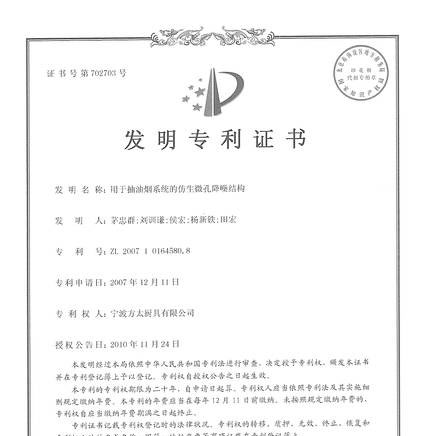 证书号第702703号
发明专利证书
发明名称:用于抽油烟系统的仿生微孔降噪结构
发明人:茅忠群;刘训谦;侯宏;杨新铁;田宏
专利号:ZL 2007 1 0164580.8
专利申请日:2007年12月11日
专利权人:宁波方太厨具有限公司
授权公告日:2010年11月24日
本发明经过本局依照中华人民共和国专利法进行审查,决定授予专利权,颁发本证书
并在专利登记簿上予以登记。专利权自授权公告之日起生效。
本专利的专利权期限为二十年,自申请日起算。专利权人应当依照专利法及其实施细
则规定缴纳年费。本专利的年费应当在每年12月11日前缴纳。未按照规定缴纳年费的,
专利权自应当缴纳年费期满之日起终止。
专利证书记载专利权登记时的法律状况。专利权的转移、质押、无效、终止、恢复和